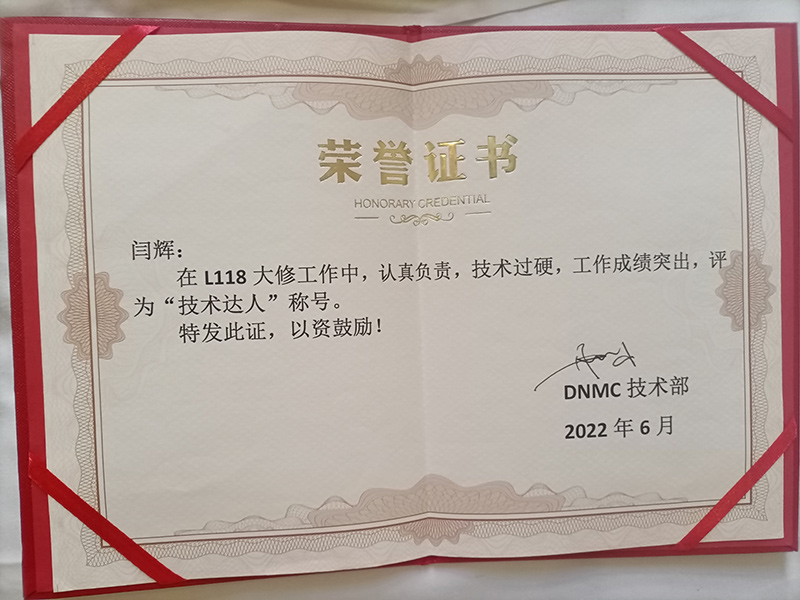 荣誉证书
HONORARY CREDENTIAL
闫辉：
在 L118 大修工作中，认真负责，技术过硬，工作成绩突出，评
为“技术达人”称号。
特发此证，以资鼓励！
DNMC 技术部
2022 年 6 月